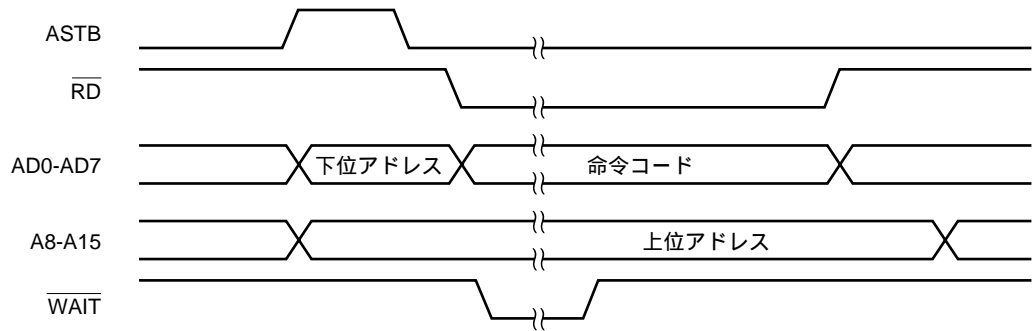 ASTB
RD
AD0-AD7
下位アドレス
命令コード
A8-A15
上位アドレス
WAIT